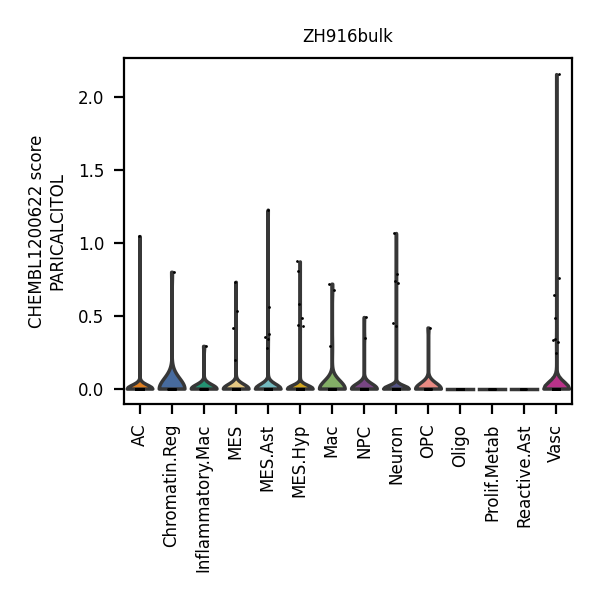 ZH916bulk
CHEMBL1200622 score
PARICALCITOL
2.0
1.5
1.0
0.5
0.0
AC
Chromatin.Reg
Inflammatory.Mac
MES
MES.Ast
MES.Hyp
Mac
NPC
Neuron
OPC
Oligo
Prolif.Metab
Reactive.Ast
Vasc